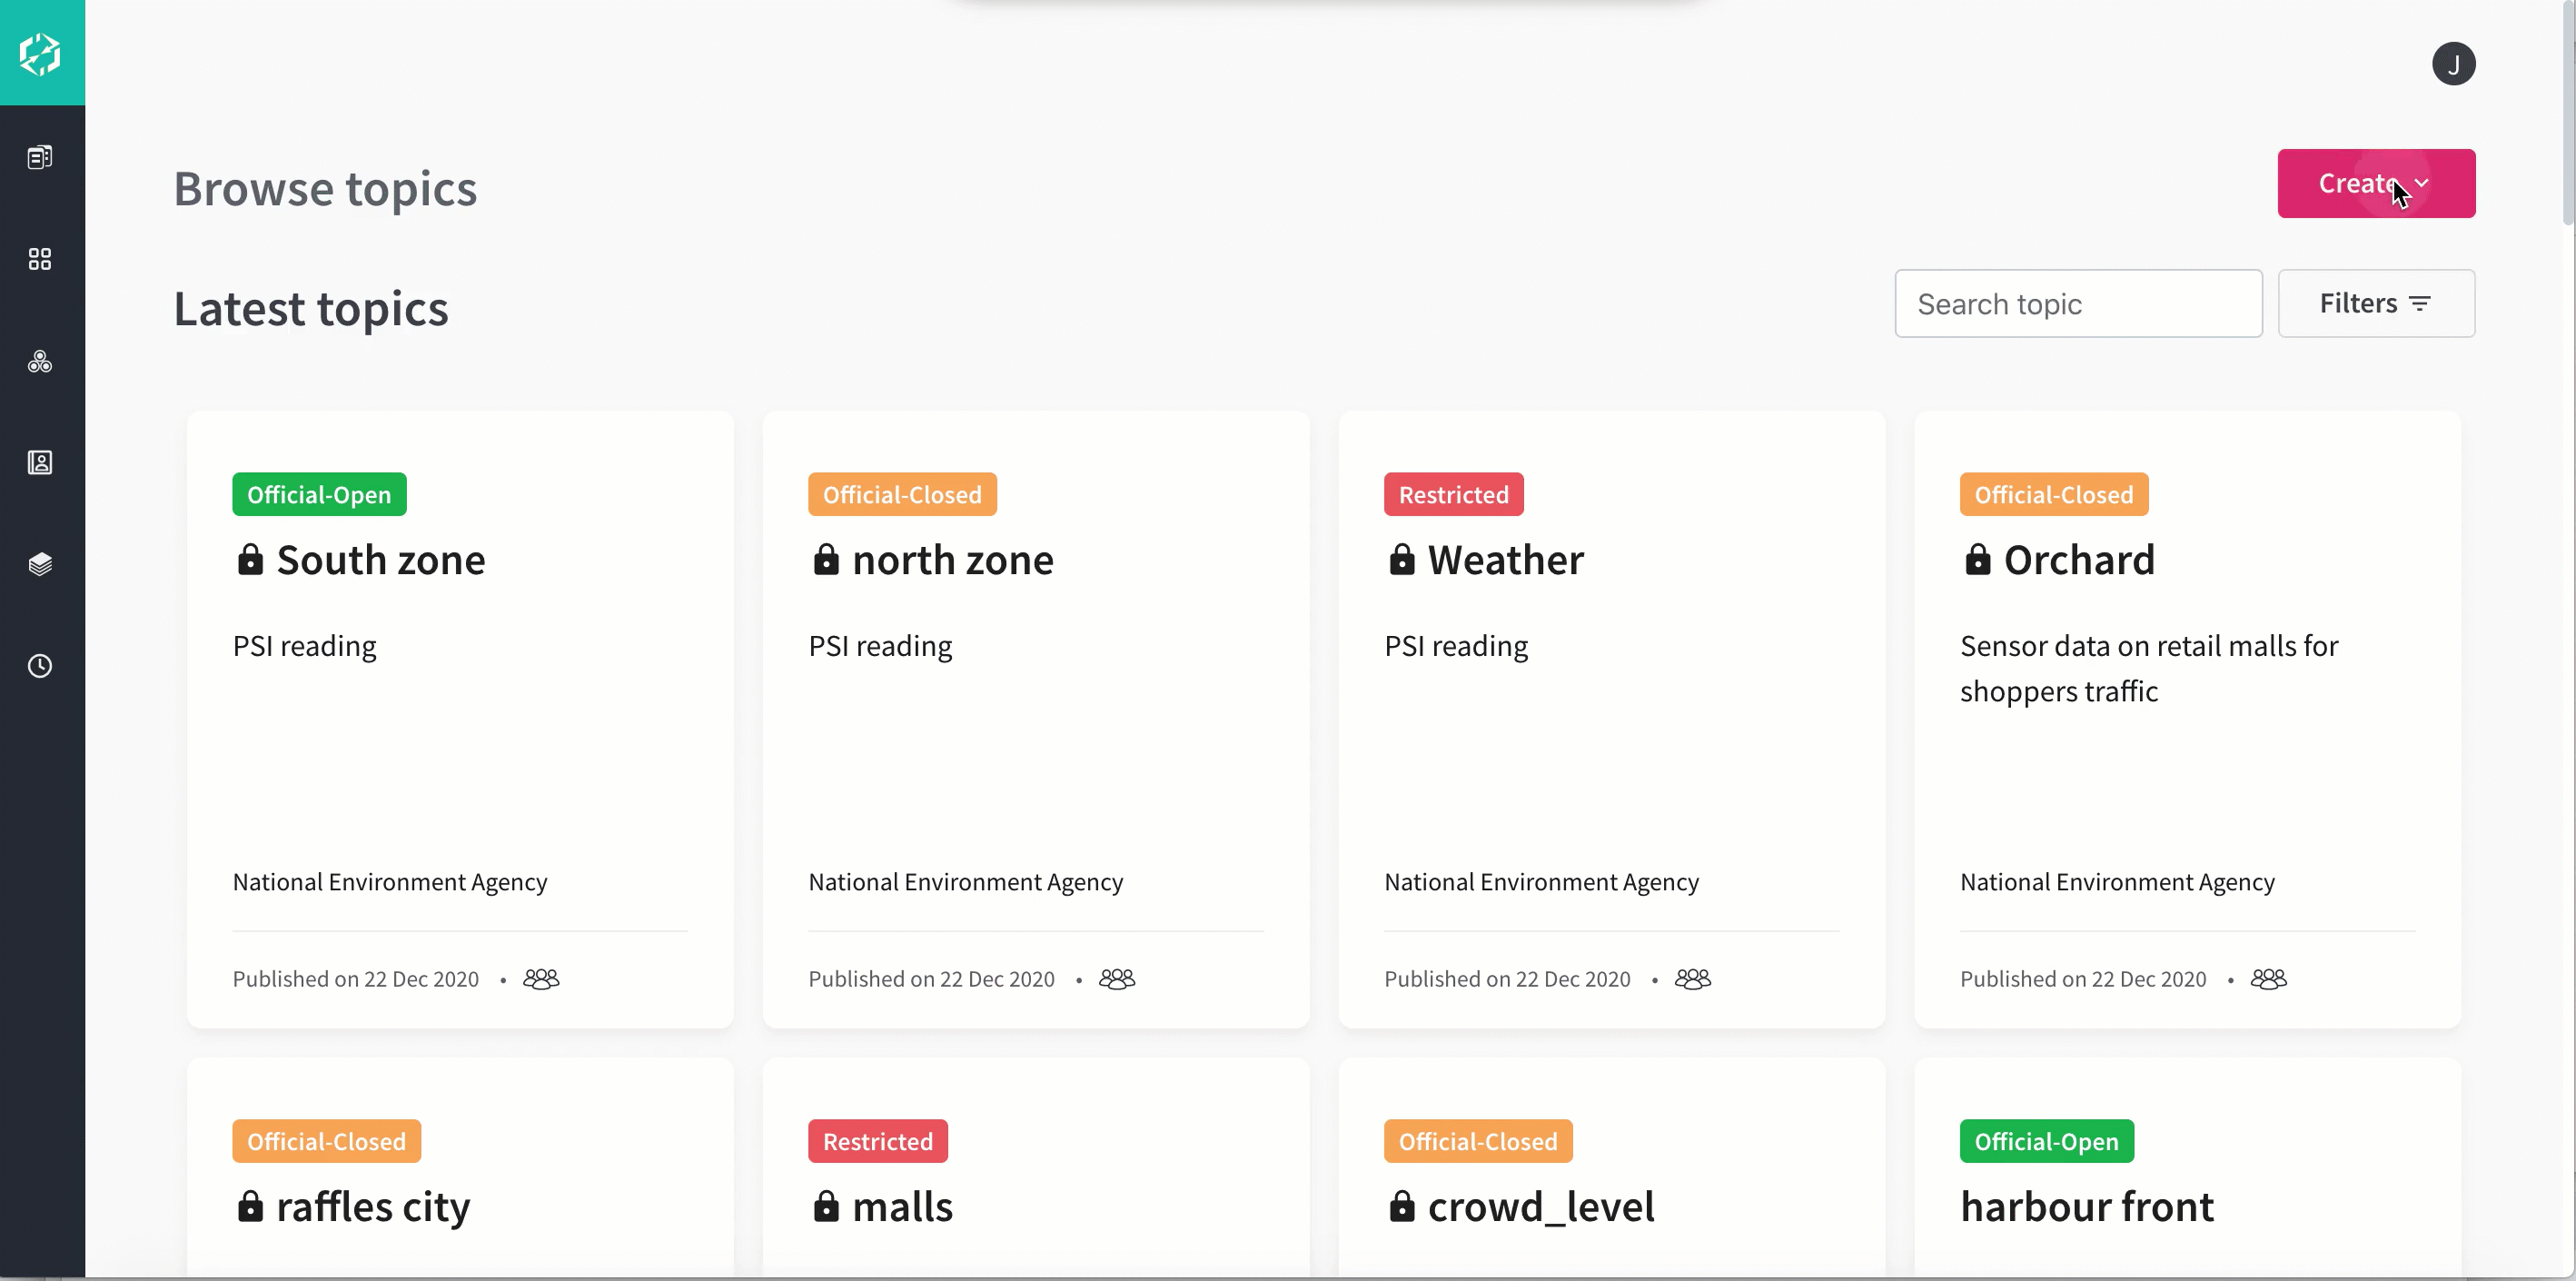 J
Browse topics
Create
Latest topics
Search topic
Filters
Official-Open
South zone
PSI reading
National Environment Agency
Published on 22 Dec 2020 •
Official-Closed
north zone
PSI reading
National Environment Agency
Published on 22 Dec 2020 •
Restricted
Weather
PSI reading
National Environment Agency
Published on 22 Dec 2020 •
Official-Closed
Orchard
Sensor data on retail malls for
shoppers traffic
National Environment Agency
Published on 22 Dec 2020 •
Official-Closed
raffles city
Restricted
malls
Official-Closed
crowd_level
Official-Open
harbour front